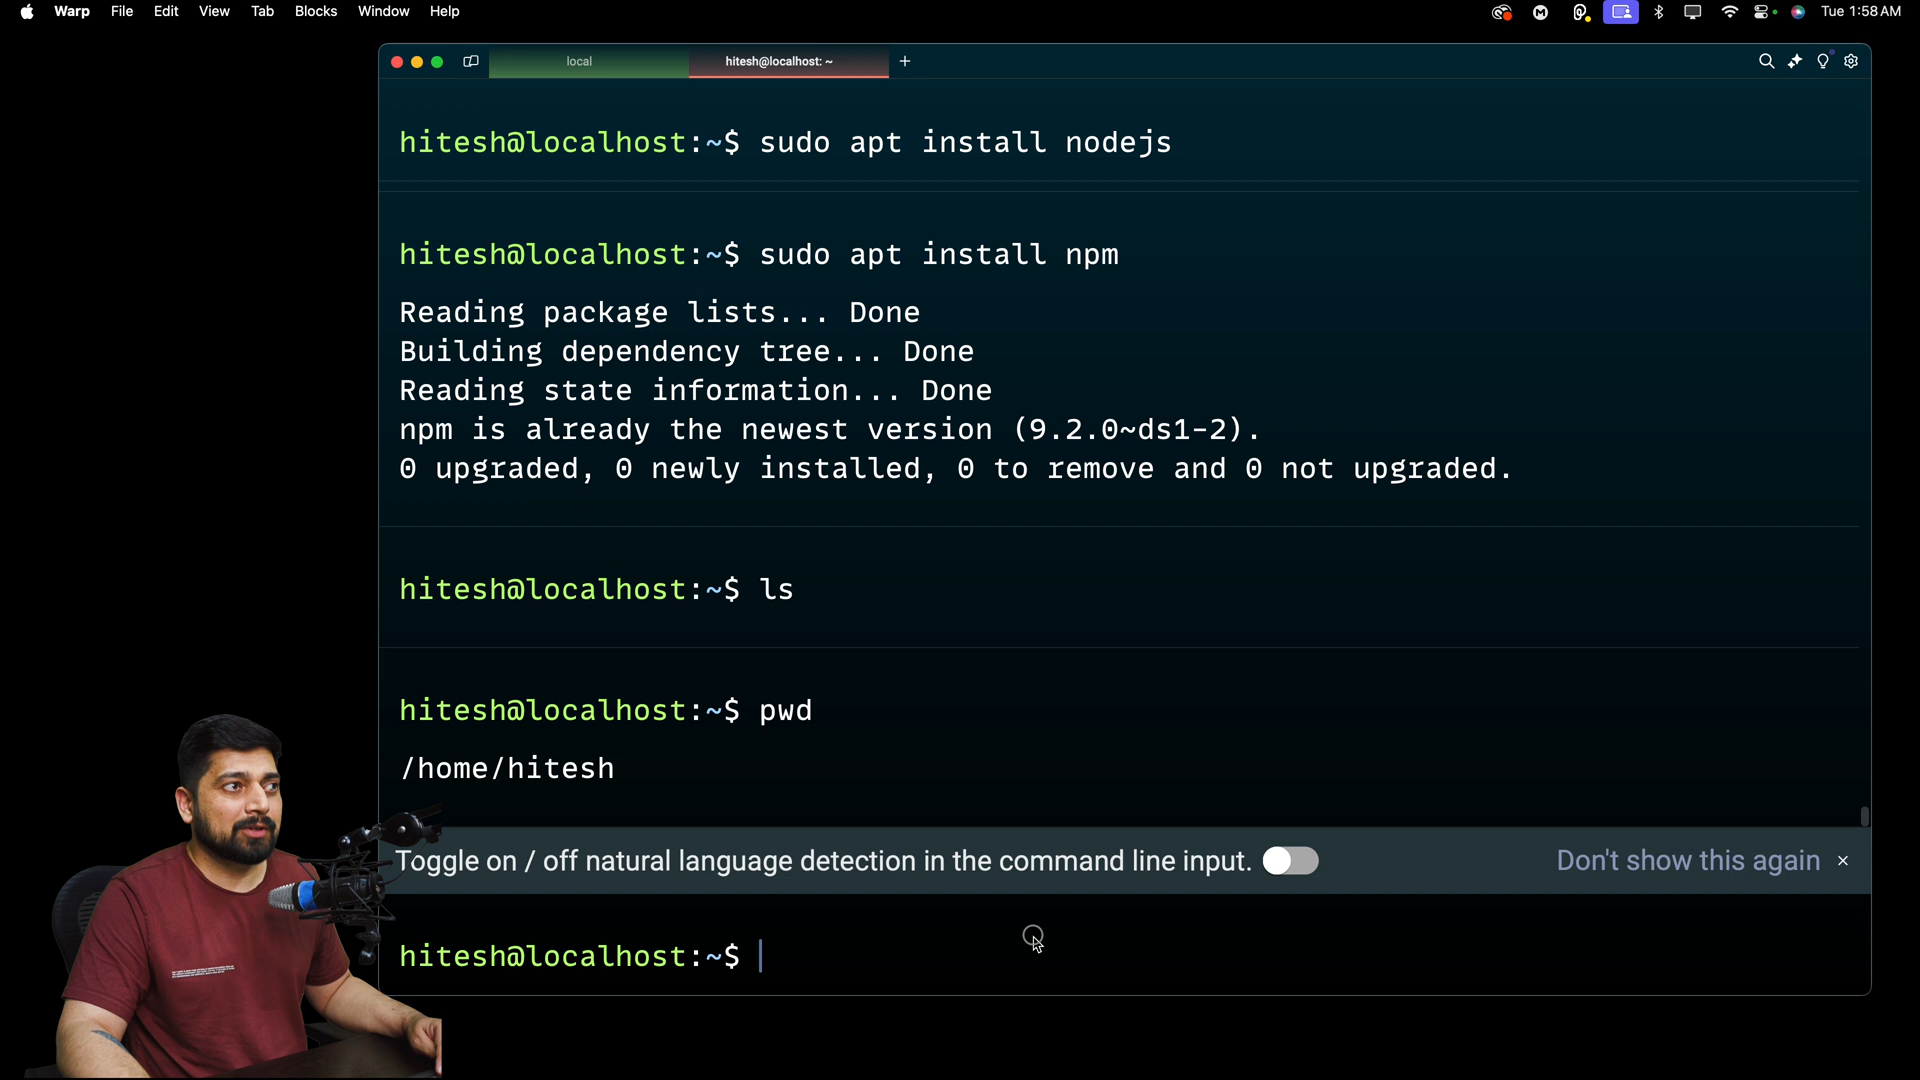 Warp File Edit View Tab Blocks Window Help
Tue 1:58 AM
local
hitesh@localhost: ~
hitesh@localhost:~$ sudo apt install nodejs
hitesh@localhost:~$ sudo apt install npm
Reading package lists... Done
Building dependency tree... Done
Reading state information... Done
npm is already the newest version (9.2.0~ds1-2).
0 upgraded, 0 newly installed, 0 to remove and 0 not upgraded.
hitesh@localhost:~$ ls
hitesh@localhost:~$ pwd
/home/hitesh
Toggle on / off natural language detection in the command line input.
Don't show this again
hitesh@localhost:~$